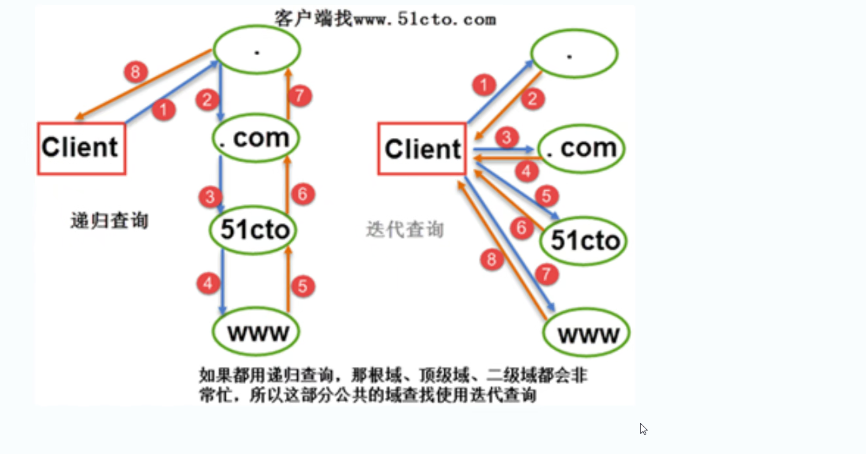 客户端找www.51cto.com
.
8
1
2
7
Client
. com
3
6
递归查询
51cto
4
5
www
.
1
2
Client
3
. com
4
5
迭代查询
6
51cto
8
7
www
如果都用递归查询，那根域、顶级域、二级域都会非
常忙，所以这部分公共的域查找使用迭代查询